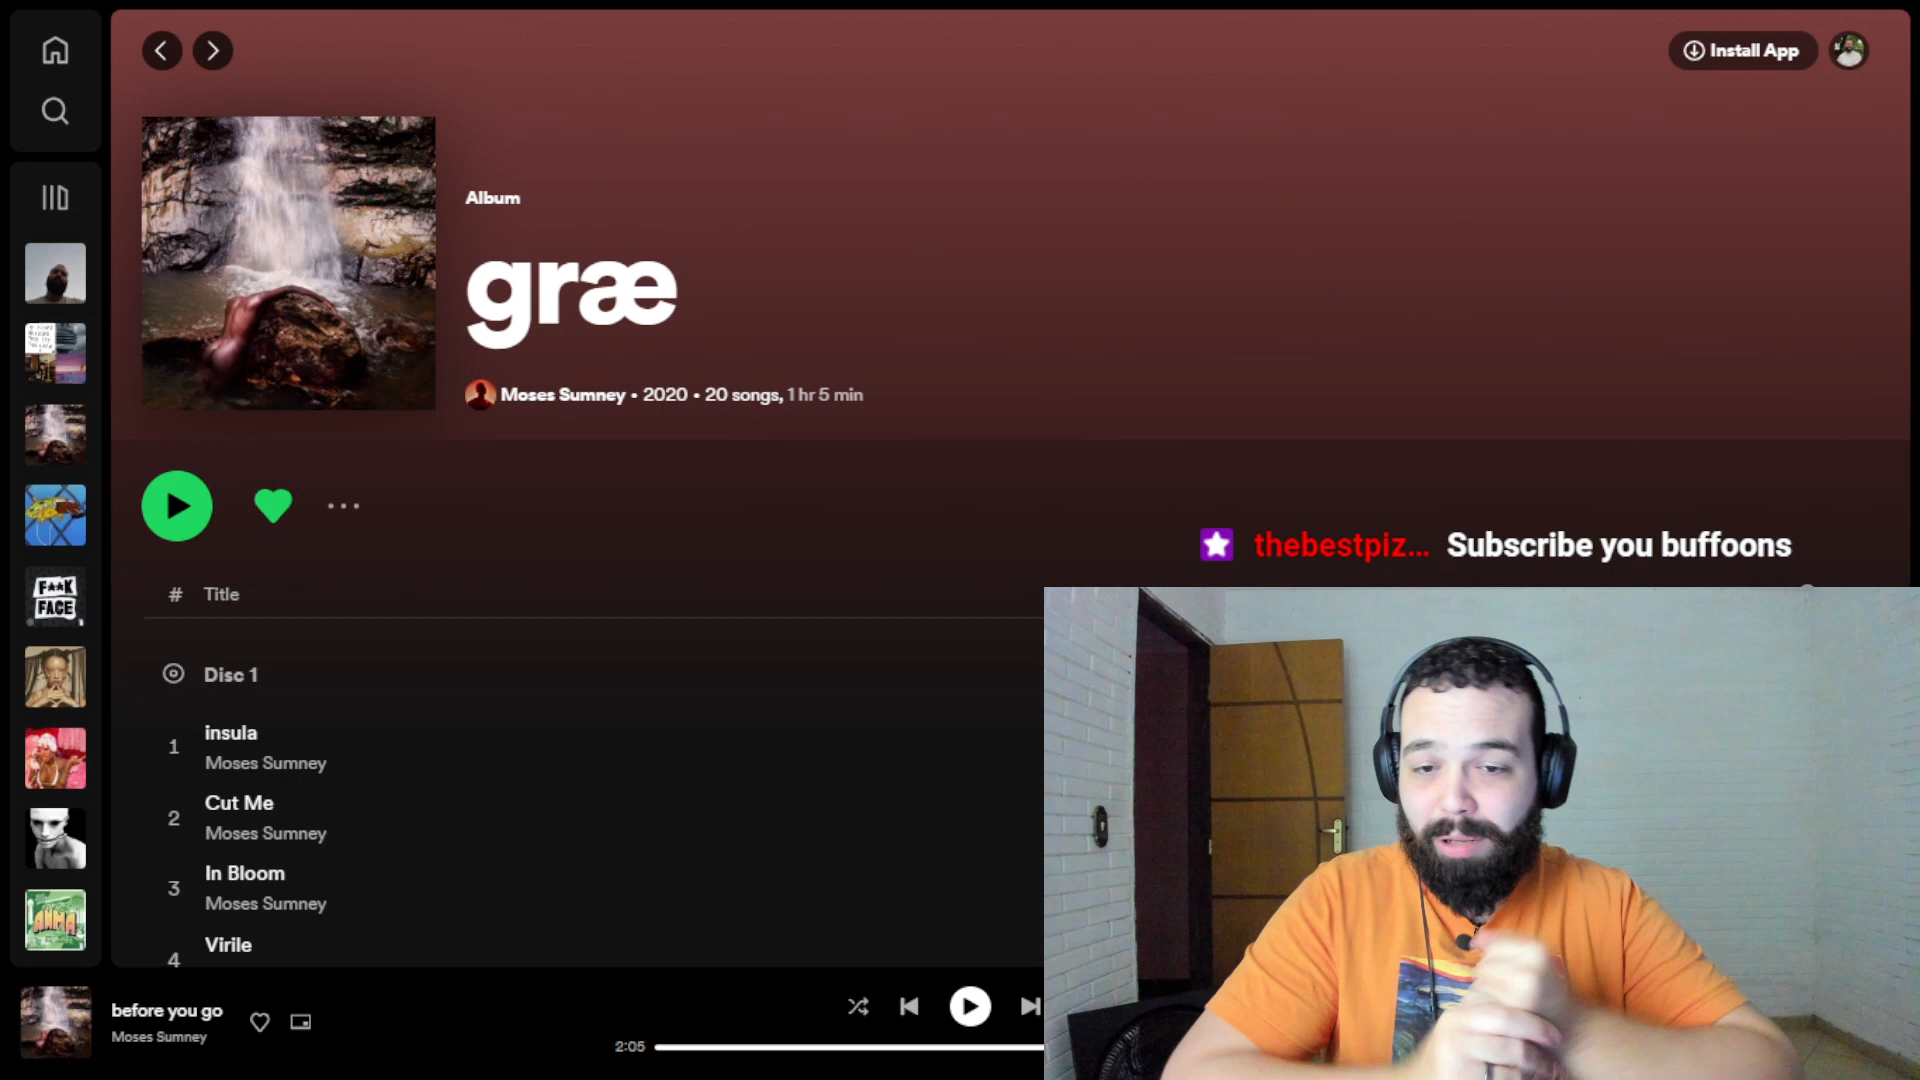 Install App
Album
græ
Moses Sumney • 2020 • 20 songs, 1 hr 5 min
thebestpiz... Subscribe you buffoons
# Title
Disc 1
1 insula
Moses Sumney
2 Cut Me
Moses Sumney
3 In Bloom
Moses Sumney
4 Virile
F**K
FACE
ANMA
before you go
Moses Sumney
2:05